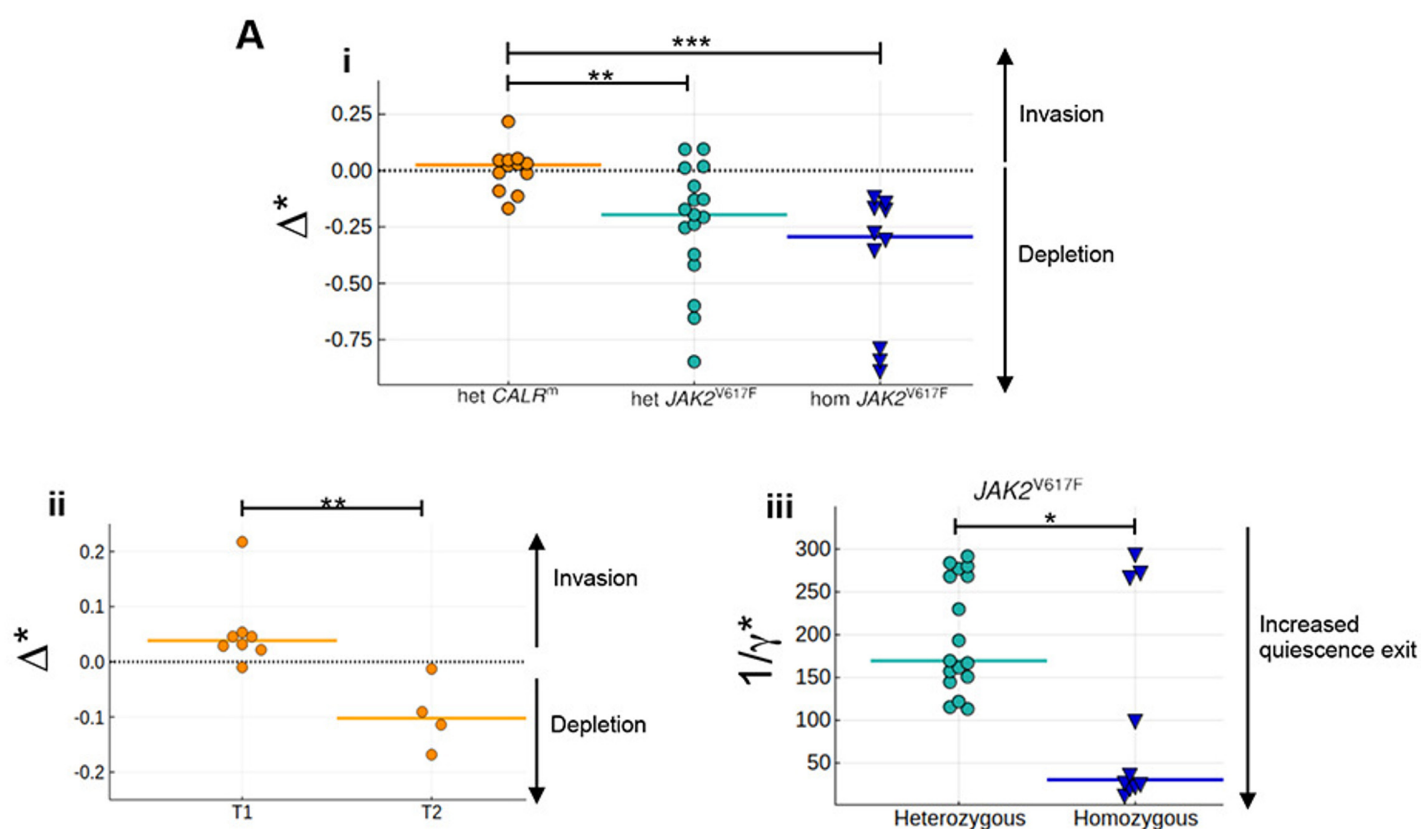 A
i
***
**
0.25
0.00
-0.25
-0.50
-0.75
Δ*
Invasion
Depletion
het CALRᵐ
het JAK2ⱽ⁶¹⁷ᶠ
hom JAK2ⱽ⁶¹⁷ᶠ
ii
**
0.2
0.1
0.0
-0.1
-0.2
Δ*
Invasion
Depletion
T1
T2
iii
JAK2ⱽ⁶¹⁷ᶠ
*
300
250
200
150
100
50
1/γ*
Increased
quiescence exit
Heterozygous
Homozygous